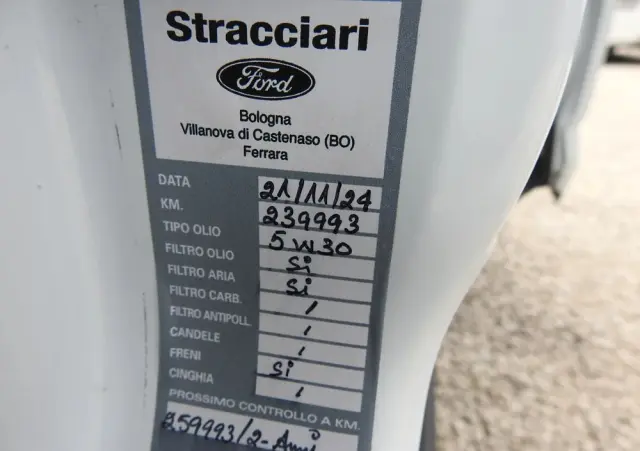 Stracciari
Ford
Bologna
Villanova di Castenaso (BO)
Ferrara
DATA 21/11/24
KM. 239993
TIPO OLIO 5W30
FILTRO OLIO Si
FILTRO ARIA Si
FILTRO CARB. /
FILTRO ANTIPOLL. /
CANDELE /
FRENI Si
CINGHIA /
PROSSIMO CONTROLLO A KM.
259993/2-Anni